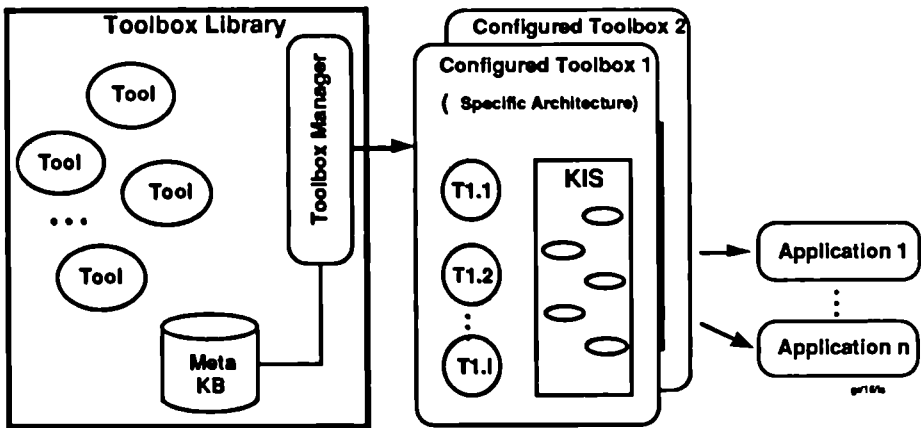 Toolbox Library
Tool
Tool
Tool
...
Tool
Meta
KB
Toolbox Manager
Configured Toolbox 2
Configured Toolbox 1
( Specific Architecture)
T1.1
T1.2
T1.I
KIS
Application 1
Application n